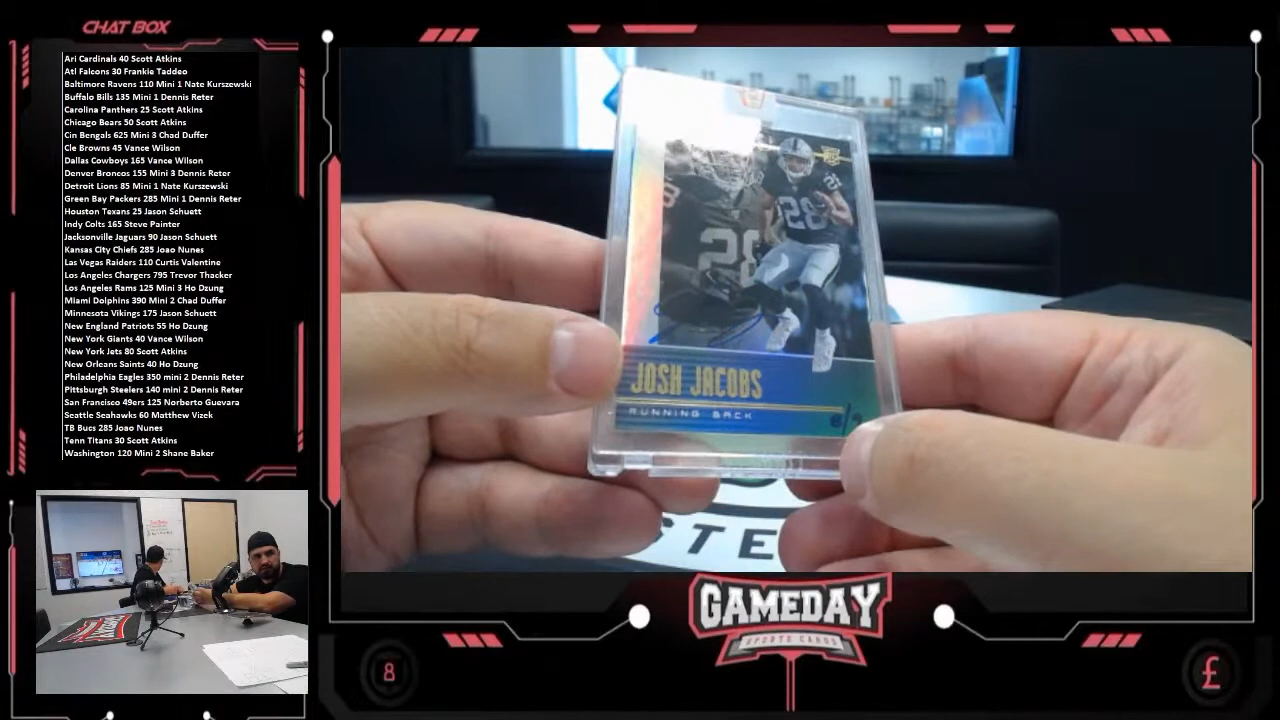 CHAT BOX
Ari Cardinals 40 Scott Atkins
Atl Falcons 30 Frankie Taddeo
Baltimore Ravens 110 Mini 1 Nate Kurszewski
Buffalo Bills 135 Mini 1 Dennis Reter
Carolina Panthers 25 Scott Atkins
Chicago Bears 50 Scott Atkins
Cin Bengals 625 Mini 3 Chad Duffer
Cle Browns 45 Vance Wilson
Dallas Cowboys 165 Vance Wilson
Denver Broncos 155 Mini 3 Dennis Reter
Detroit Lions 85 Mini 1 Nate Kurszewski
Green Bay Packers 285 Mini 1 Dennis Reter
Houston Texans 25 Jason Schuett
Indy Colts 165 Steve Painter
Jacksonville Jaguars 90 Jason Schuett
Kansas City Chiefs 285 Joao Nunes
Las Vegas Raiders 110 Curtis Valentine
Los Angeles Chargers 795 Trevor Thacker
Los Angeles Rams 125 Mini 3 Ho Dzung
Miami Dolphins 390 Mini 2 Chad Duffer
Minnesota Vikings 175 Jason Schuett
New England Patriots 55 Ho Dzung
New York Giants 40 Vance Wilson
New York Jets 80 Scott Atkins
New Orleans Saints 40 Ho Dzung
Philadelphia Eagles 350 mini 2 Dennis Reter
Pittsburgh Steelers 140 mini 2 Dennis Reter
San Francisco 49ers 125 Norberto Guevara
Seattle Seahawks 60 Matthew Vizek
TB Bucs 285 Joao Nunes
Tenn Titans 30 Scott Atkins
Washington 120 Mini 2 Shane Baker
28
28
JOSH JACOBS
RUNNING BACK
STE
GAMEDAY
SPORTS CARDS
8
£